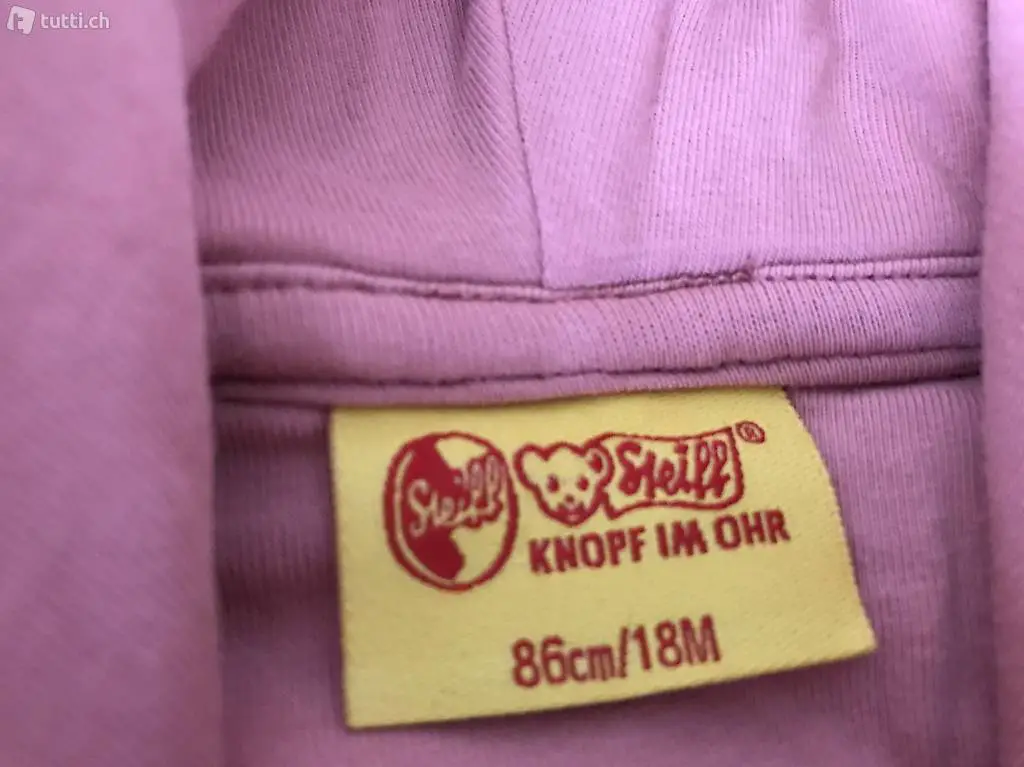 tutti.ch
Steiff
Steiff®
KNOPF IM OHR
86cm/18M